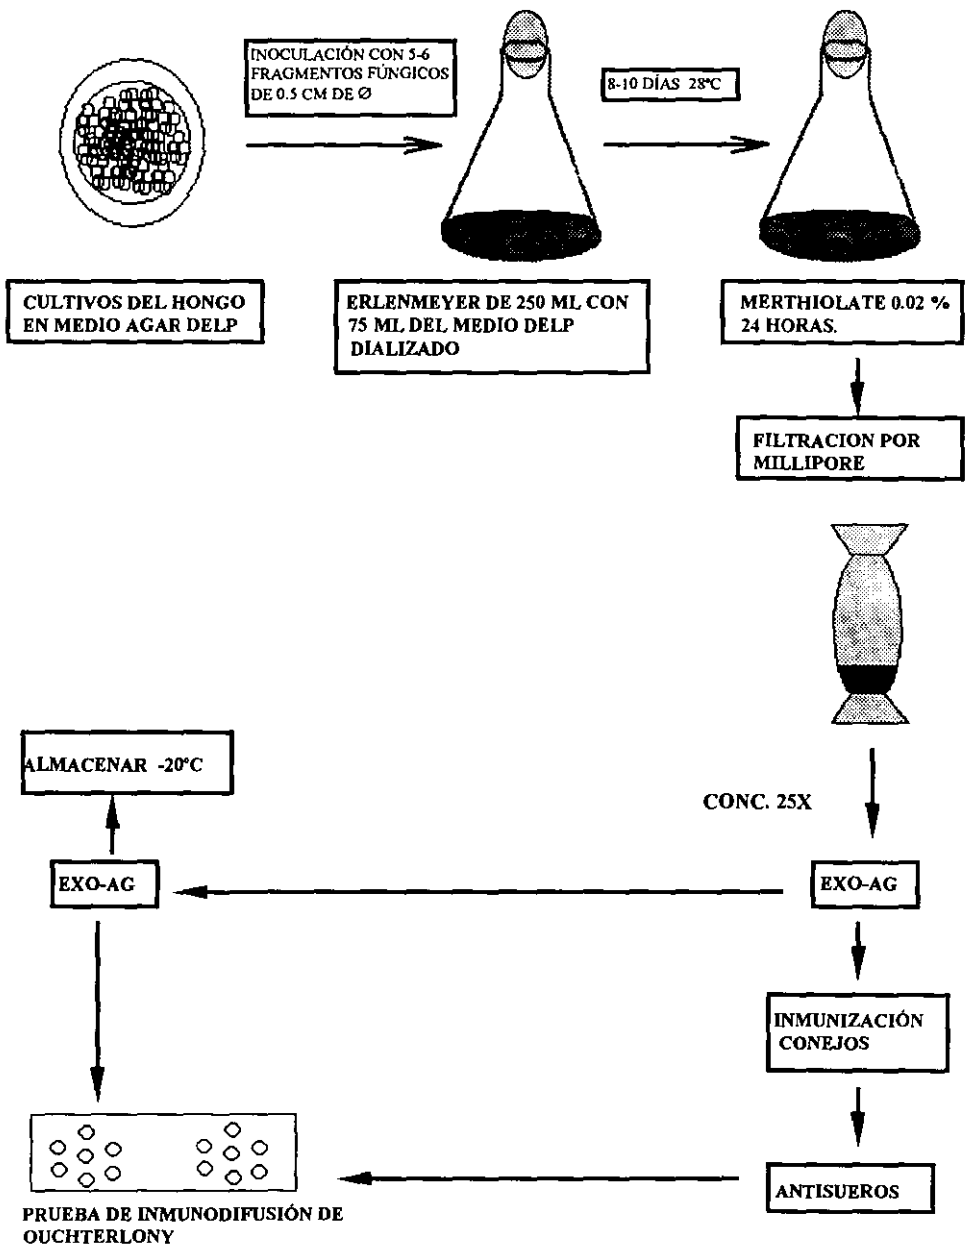 INOCULACIÓN CON 5-6
FRAGMENTOS FÚNGICOS
DE 0.5 CM DE Ø
8-10 DÍAS 28ºC
CULTIVOS DEL HONGO
EN MEDIO AGAR DELP
ERLENMEYER DE 250 ML CON
75 ML DEL MEDIO DELP
DIALIZADO
MERTHIOLATE 0.02 %
24 HORAS.
FILTRACION POR
MILLIPORE
ALMACENAR -20ºC
CONC. 25X
EXO-AG
EXO-AG
INMUNIZACIÓN
CONEJOS
ANTISUEROS
PRUEBA DE INMUNODIFUSIÓN DE
OUCHTERLONY